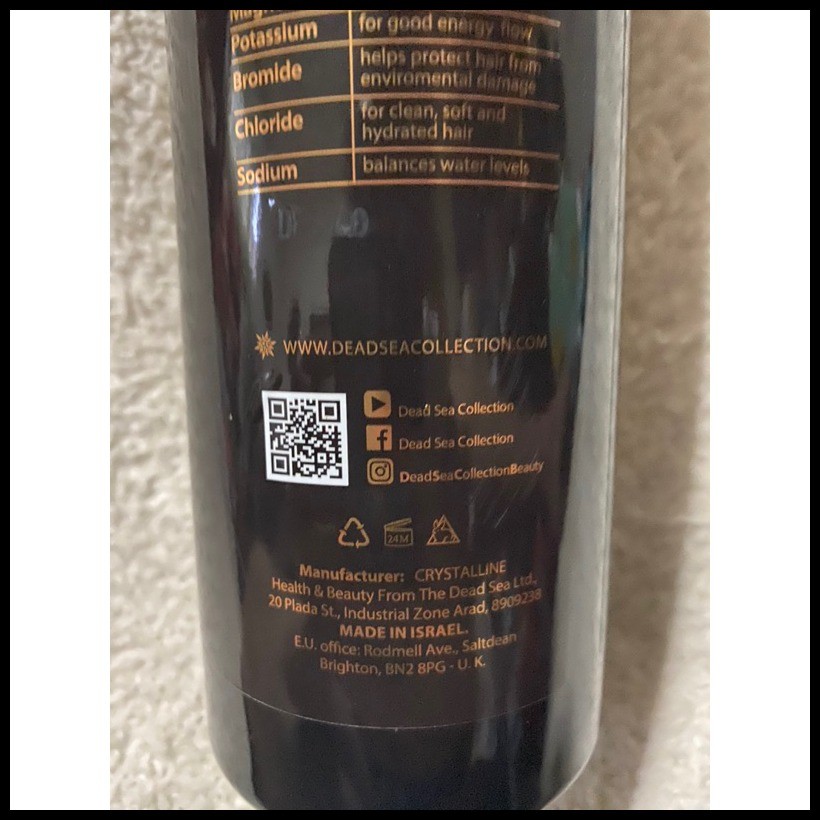 Potassium for good energy flow
Bromide helps protect hair from
enviromental damage
Chloride for clean, soft and
hydrated hair
Sodium balances water levels
WWW.DEADSEACOLLECTION.COM
Dead Sea Collection
Dead Sea Collection
DeadSeaCollectionBeauty
24M
Manufacturer: CRYSTALLINE
Health & Beauty From The Dead Sea Ltd.,
20 Plada St., Industrial Zone Arad, 8909238
MADE IN ISRAEL.
E.U. office: Rodmell Ave., Saltdean
Brighton, BN2 8PG - U. K.